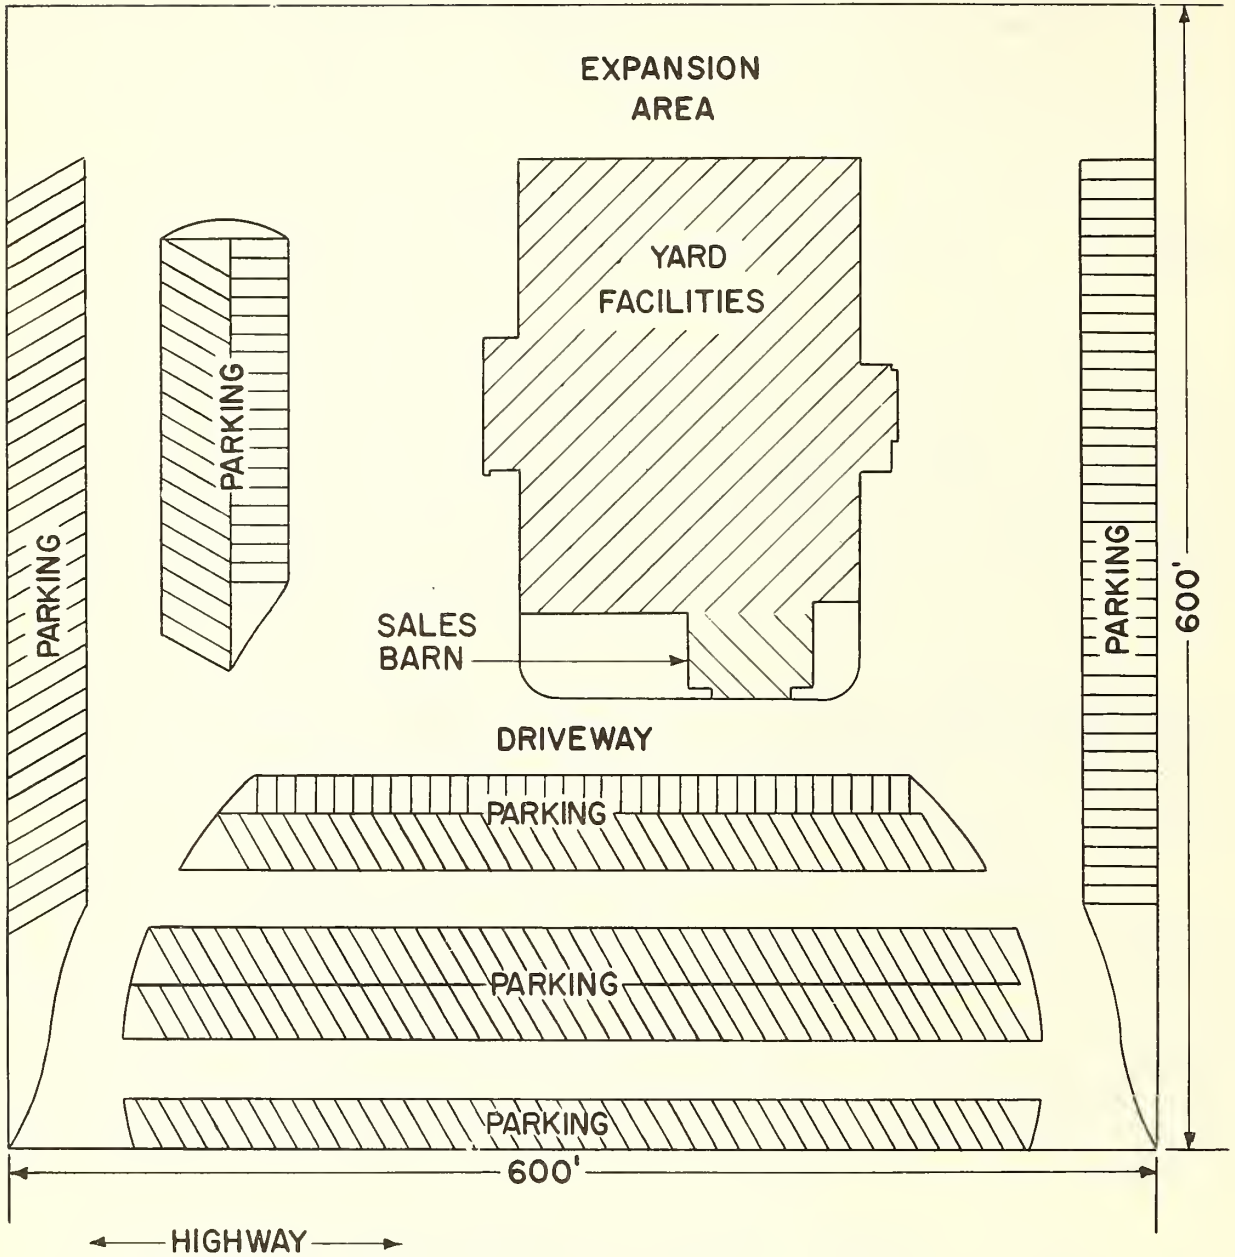 EXPANSION
AREA
YARD
FACILITIES
PARKING
PARKING
PARKING
600'
SALES
BARN
DRIVEWAY
PARKING
PARKING
PARKING
600'
HIGHWAY